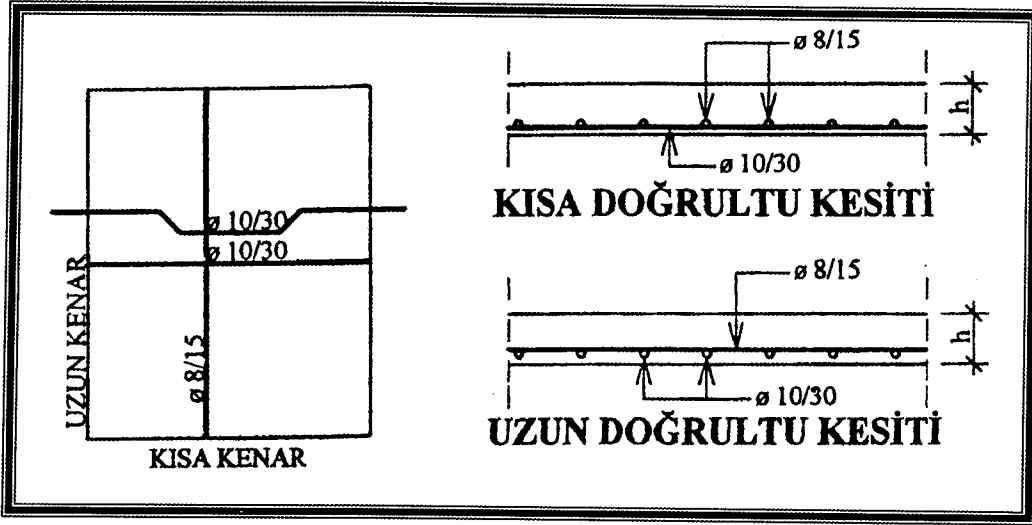 ø 10/30
ø 10/30
UZUN KENAR
ø 8/15
KISA KENAR
ø 8/15
h
ø 10/30
KISA DOĞRULTU KESİTİ
ø 8/15
h
ø 10/30
UZUN DOĞRULTU KESİTİ